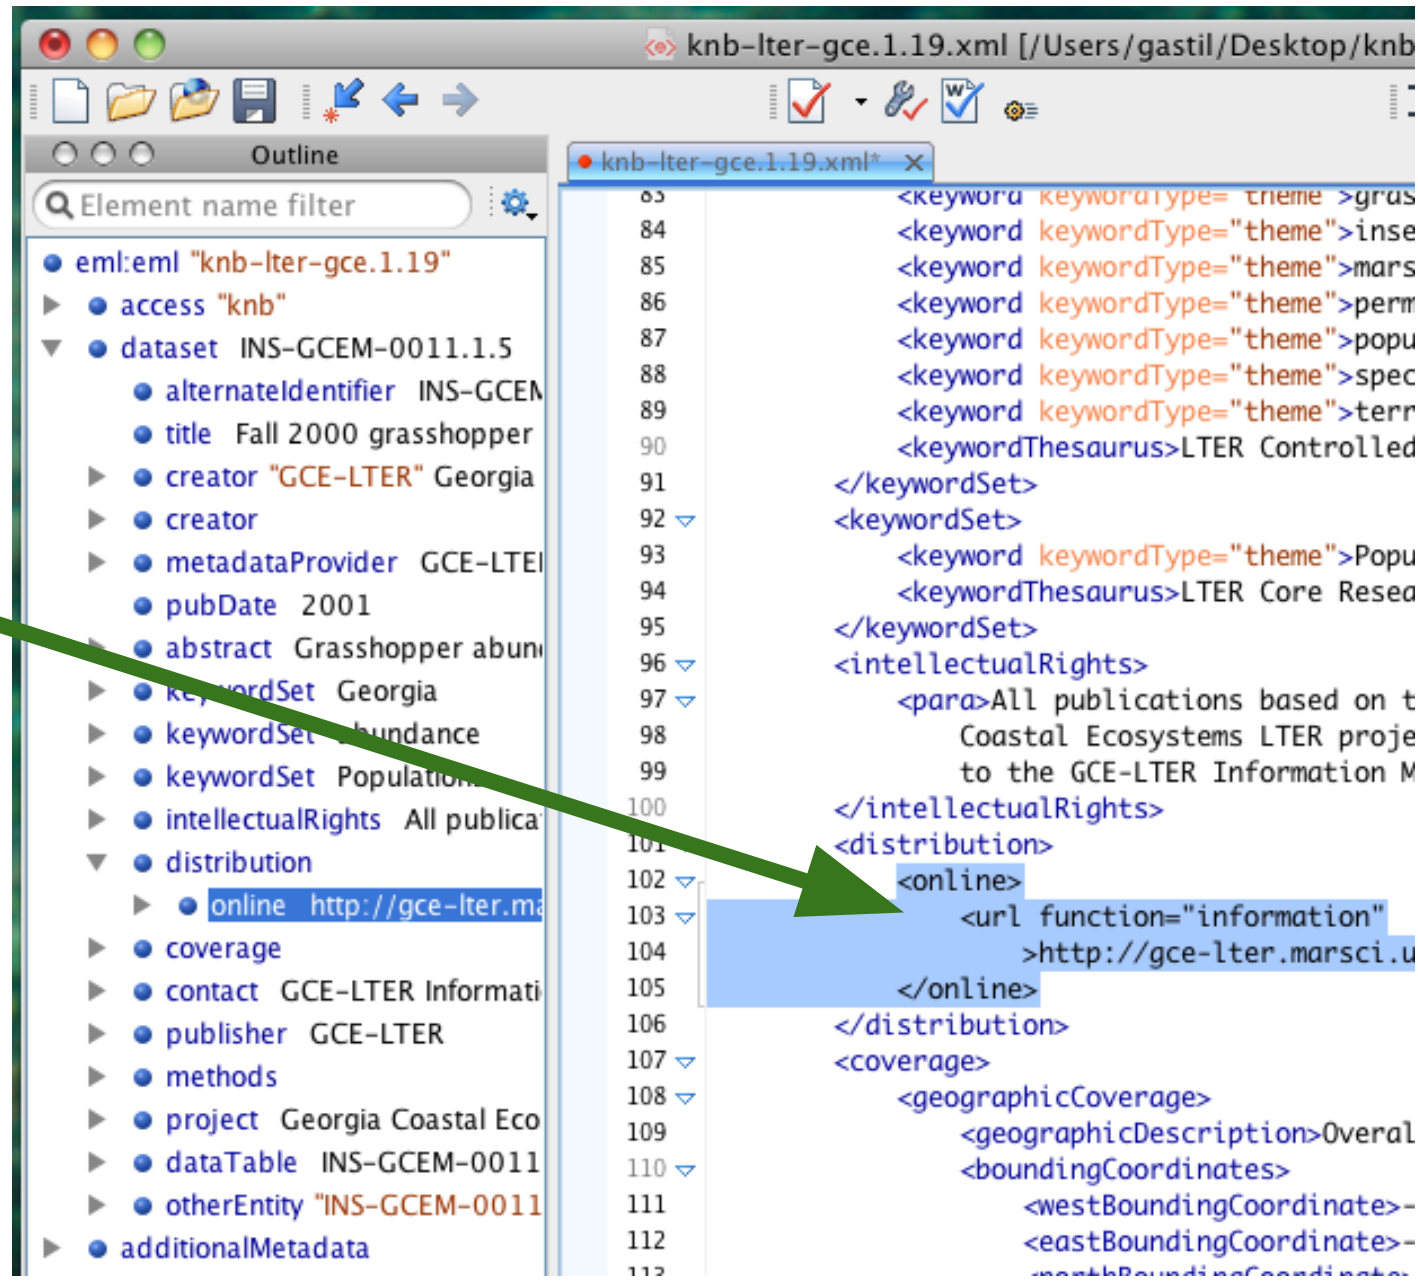 knb-lter-gce.1.19.xml [/Users/gastil/Desktop/knb
Outline
Element name filter
eml:eml "knb-lter-gce.1.19"
access "knb"
dataset INS-GCEM-0011.1.5
alternateIdentifier INS-GCEM
title Fall 2000 grasshopper
creator "GCE-LTER" Georgia
creator
metadataProvider GCE-LTE
pubDate 2001
abstract Grasshopper abun
keywordSet Georgia
keywordSet abundance
keywordSet Population
intellectualRights All publica
distribution
online http://gce-lter.ma
coverage
contact GCE-LTER Informati
publisher GCE-LTER
methods
project Georgia Coastal Eco
dataTable INS-GCEM-0011
otherEntity "INS-GCEM-0011
additionalMetadata
knb-lter-gce.1.19.xml*
83 <keyword keywordType="theme">gras
84 <keyword keywordType="theme">inse
85 <keyword keywordType="theme">mars
86 <keyword keywordType="theme">perm
87 <keyword keywordType="theme">popu
88 <keyword keywordType="theme">spec
89 <keyword keywordType="theme">terr
90 <keywordThesaurus>LTER Controlled
91 </keywordSet>
92 <keywordSet>
93 <keyword keywordType="theme">Popu
94 <keywordThesaurus>LTER Core Resea
95 </keywordSet>
96 <intellectualRights>
97 <para>All publications based on t
98 Coastal Ecosystems LTER proje
99 to the GCE-LTER Information M
100 </intellectualRights>
101 <distribution>
102 <online>
103 <url function="information"
104 >http://gce-lter.marsci.u
105 </online>
106 </distribution>
107 <coverage>
108 <geographicCoverage>
109 <geographicDescription>Overal
110 <boundingCoordinates>
111 <westBoundingCoordinate>-
112 <eastBoundingCoordinate>-
113 <northBoundingCoordinate>